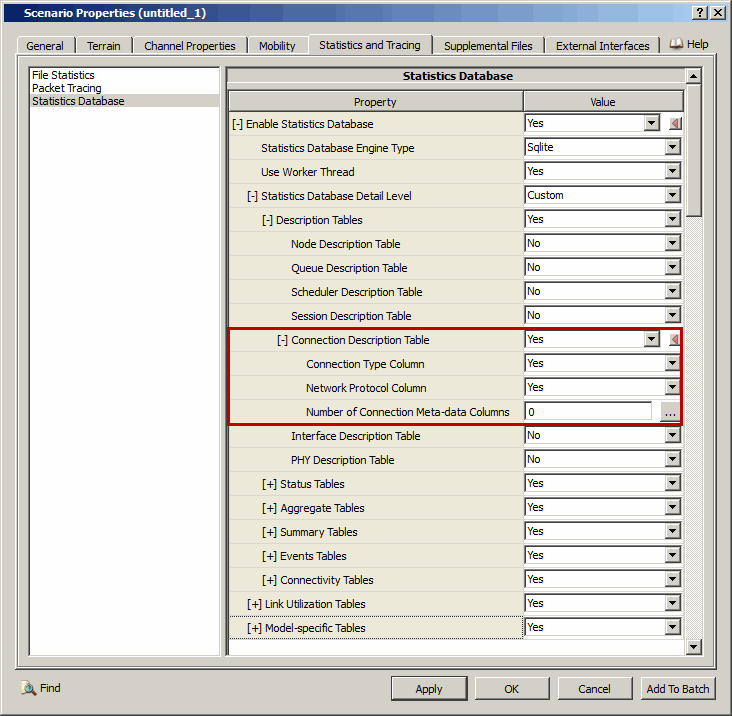 Scenario Properties (untitled_1)
General Terrain Channel Properties Mobility Statistics and Tracing Supplemental Files External Interfaces Help
File Statistics
Packet Tracing
Statistics Database
Statistics Database
Property Value
[-] Enable Statistics Database Yes
Statistics Database Engine Type Sqlite
Use Worker Thread Yes
[-] Statistics Database Detail Level Custom
[-] Description Tables Yes
Node Description Table No
Queue Description Table No
Scheduler Description Table No
Session Description Table No
[-] Connection Description Table Yes
Connection Type Column Yes
Network Protocol Column Yes
Number of Connection Meta-data Columns 0 ...
Interface Description Table No
PHY Description Table No
[+] Status Tables Yes
[+] Aggregate Tables Yes
[+] Summary Tables Yes
[+] Events Tables Yes
[+] Connectivity Tables Yes
[+] Link Utilization Tables Yes
[+] Model-specific Tables Yes
Find Apply OK Cancel Add To Batch